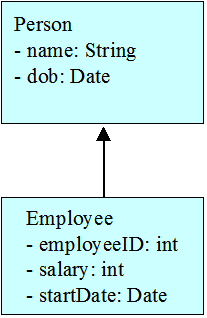 Person
- name: String
- dob: Date
Employee
- employeeID: int
- salary: int
- startDate: Date